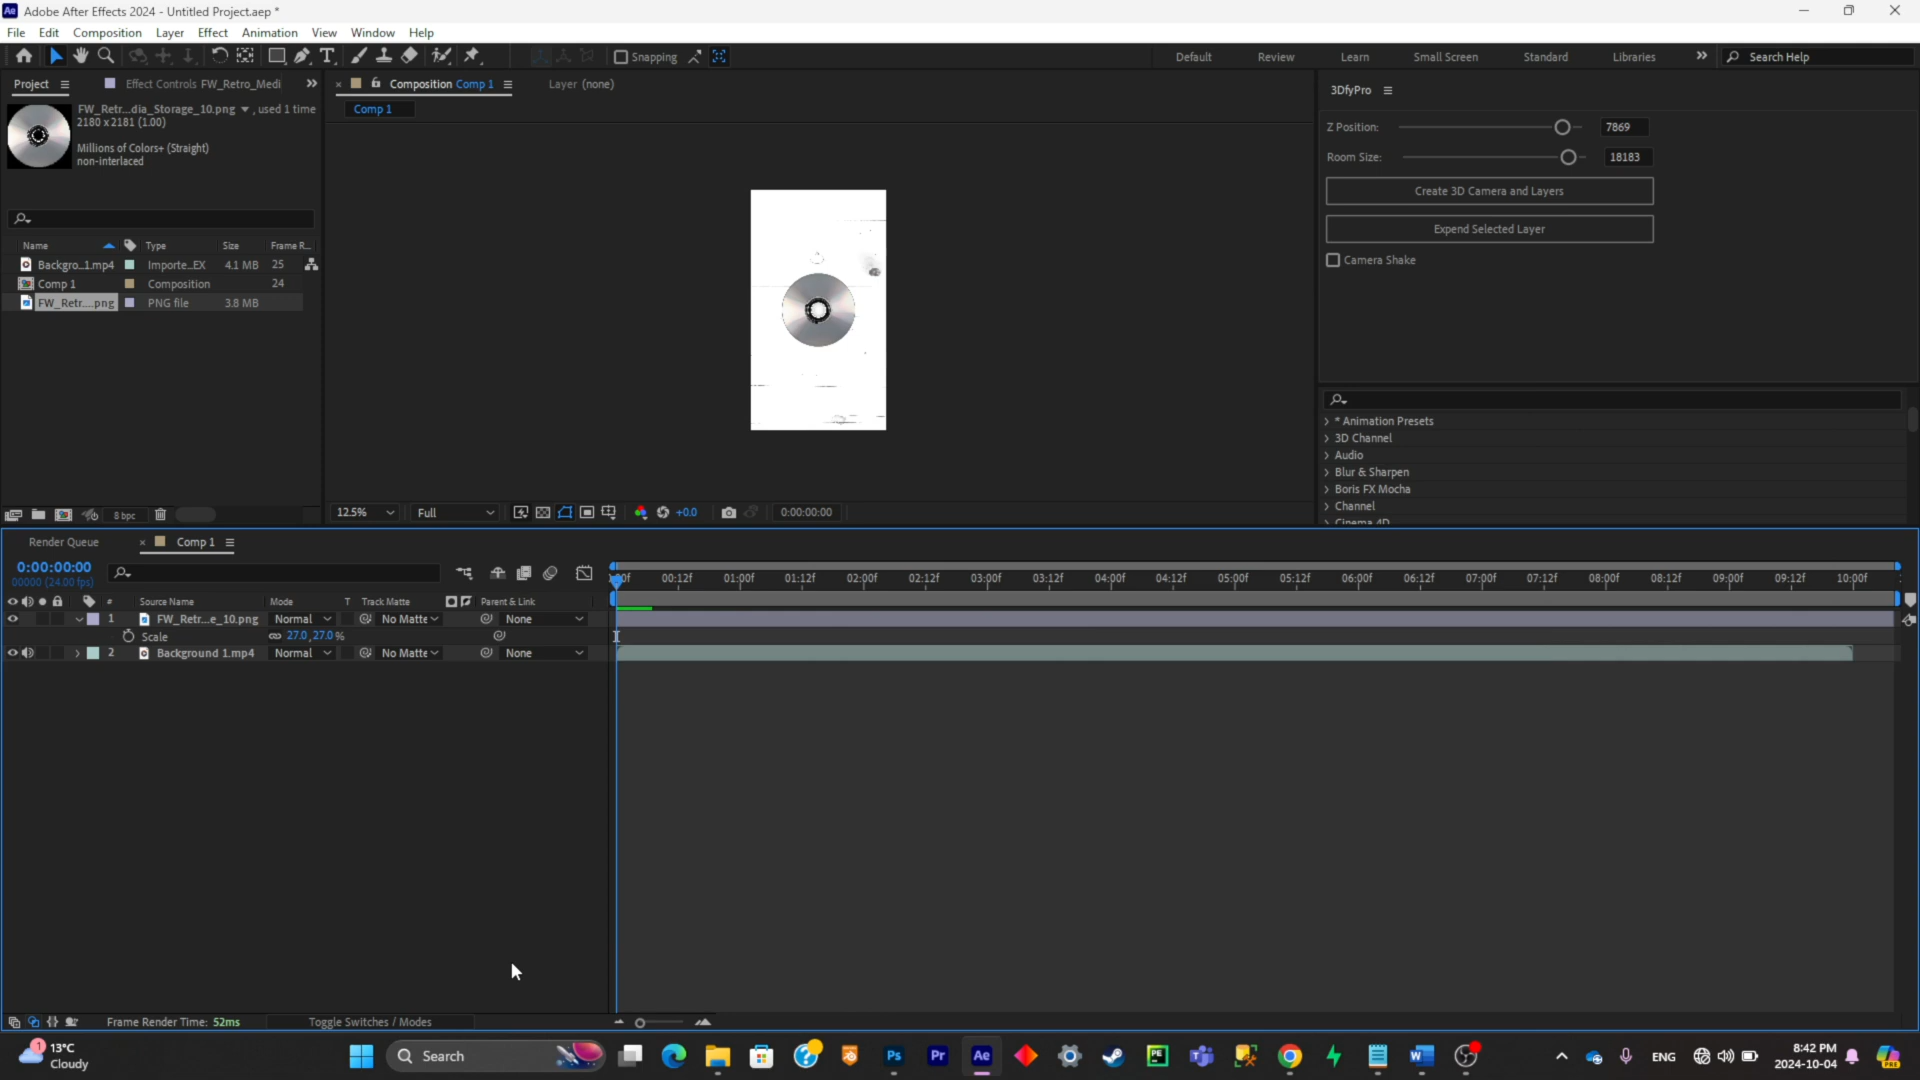 Adobe After Effects 2024 - Untitled Project.aep *
File Edit Composition Layer Effect Animation View Window Help
Snapping
Default Review Learn Small Screen Standard Libraries
Search Help
Project
Effect Controls FW_Retro_Medi
Composition Comp 1
Layer (none)
Comp 1
FW_Retr...dia_Storage_10.png , used 1 time
2180 x 2181 (1.00)
Millions of Colors+ (Straight)
non-interlaced
Name Type Size Frame R...
Backgro...1.mp4 Importe...EX 4.1 MB 25
Comp 1 Composition 24
FW_Retr....png PNG file 3.8 MB
8 bpc
12.5% Full +0.0 0:00:00:00
3DfyPro
Z Position: 7869
Room Size: 18183
Create 3D Camera and Layers
Expend Selected Layer
Camera Shake
* Animation Presets
3D Channel
Audio
Blur & Sharpen
Boris FX Mocha
Channel
Cinema 4D
Render Queue
Comp 1
0:00:00:00
00000 (24.00 fps)
00:12f 01:00f 01:12f 02:00f 02:12f 03:00f 03:12f 04:00f 04:12f 05:00f 05:12f 06:00f 06:12f 07:00f 07:12f 08:00f 08:12f 09:00f 09:12f 10:00f
# Source Name Mode T Track Matte Parent & Link
1 FW_Retr...e_10.png Normal No Matte None
Scale 27.0,27.0 %
2 Background 1.mp4 Normal No Matte None
Frame Render Time: 52ms
Toggle Switches / Modes
1
13°C
Cloudy
Search
Ps Pr Ae PE
ENG
8:42 PM
2024-10-04
PRE